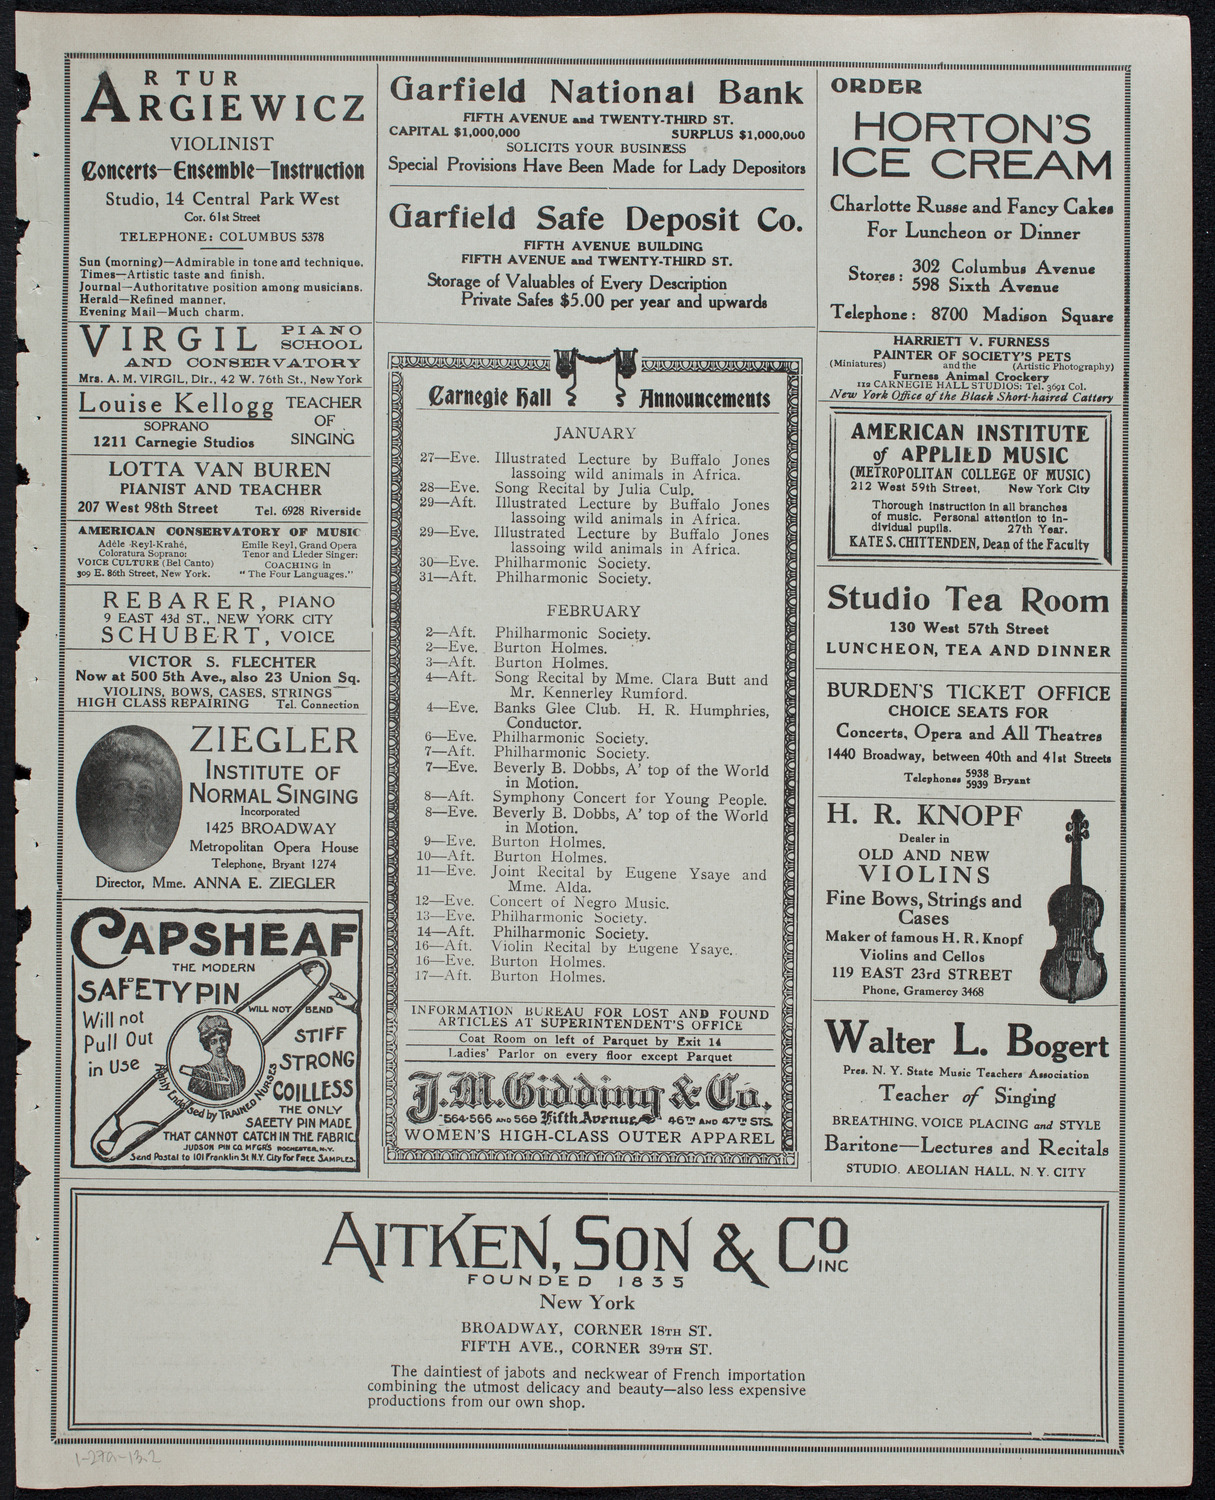 ARTUR
ARGIEWICZ
VIOLINIST
Concerts—Ensemble—Instruction
Studio, 14 Central Park West
Cor. 61st Street
TELEPHONE: COLUMBUS 5378
Sun (morning)—Admirable in tone and technique.
Times—Artistic taste and finish.
Journal—Authoritative position among musicians.
Herald—Refined manner.
Evening Mail—Much charm.
VIRGIL PIANO SCHOOL
AND CONSERVATORY
Mrs. A. M. VIRGIL, Dir., 42 W. 76th St., New York
Louise Kellogg TEACHER OF SINGING
SOPRANO
1211 Carnegie Studios
LOTTA VAN BUREN
PIANIST AND TEACHER
207 West 98th Street Tel. 6928 Riverside
AMERICAN CONSERVATORY OF MUSIC
Adèle Reyl-Krahé,
Coloratura Soprano:
VOICE CULTURE (Bel Canto)
309 E. 86th Street, New York.
Emile Reyl, Grand Opera
Tenor and Lieder Singer:
COACHING in
"The Four Languages."
REBARER, PIANO
9 EAST 43d ST., NEW YORK CITY
SCHUBERT, VOICE
VICTOR S. FLECHTER
Now at 500 5th Ave., also 23 Union Sq.
VIOLINS, BOWS, CASES, STRINGS
HIGH CLASS REPAIRING Tel. Connection
ZIEGLER
INSTITUTE OF
NORMAL SINGING
Incorporated
1425 BROADWAY
Metropolitan Opera House
Telephone, Bryant 1274
Director, Mme. ANNA E. ZIEGLER
CAPSHEAF
THE MODERN
SAFETY PIN
WILL NOT BEND
Will not
Pull Out
in Use
STIFF
STRONG
COILLESS
Highly Endorsed by TRAINED NURSES
THE ONLY
SAFETY PIN MADE
THAT CANNOT CATCH IN THE FABRIC
JUDSON PIN CO. MFGRS ROCHESTER, N.Y.
Send Postal to 101 Franklin St N.Y. City for FREE SAMPLES.
Garfield National Bank
FIFTH AVENUE and TWENTY-THIRD ST.
CAPITAL $1,000,000 SURPLUS $1,000,000
SOLICITS YOUR BUSINESS
Special Provisions Have Been Made for Lady Depositors
Garfield Safe Deposit Co.
FIFTH AVENUE BUILDING
FIFTH AVENUE and TWENTY-THIRD ST.
Storage of Valuables of Every Description
Private Safes $5.00 per year and upwards
Carnegie Hall Announcements
JANUARY
27—Eve. Illustrated Lecture by Buffalo Jones
lassoing wild animals in Africa.
28—Eve. Song Recital by Julia Culp.
29—Aft. Illustrated Lecture by Buffalo Jones
lassoing wild animals in Africa.
29—Eve. Illustrated Lecture by Buffalo Jones
lassoing wild animals in Africa.
30—Eve. Philharmonic Society.
31—Aft. Philharmonic Society.
FEBRUARY
2—Aft. Philharmonic Society.
2—Eve. Burton Holmes.
3—Aft. Burton Holmes.
4—Aft. Song Recital by Mme. Clara Butt and
Mr. Kennerley Rumford.
4—Eve. Banks Glee Club. H. R. Humphries,
Conductor.
6—Eve. Philharmonic Society.
7—Aft. Philharmonic Society.
7—Eve. Beverly B. Dobbs, A' top of the World
in Motion.
8—Aft. Symphony Concert for Young People.
8—Eve. Beverly B. Dobbs, A' top of the World
in Motion.
9—Eve. Burton Holmes.
10—Aft. Burton Holmes.
11—Eve. Joint Recital by Eugene Ysaye and
Mme. Alda.
12—Eve. Concert of Negro Music.
13—Eve. Philharmonic Society.
14—Aft. Philharmonic Society.
16—Aft. Violin Recital by Eugene Ysaye.
16—Eve. Burton Holmes.
17—Aft. Burton Holmes.
INFORMATION BUREAU FOR LOST AND FOUND
ARTICLES AT SUPERINTENDENT'S OFFICE
Coat Room on left of Parquet by Exit 14
Ladies' Parlor on every floor except Parquet
J. M. Gidding & Co.
564-566 AND 568 Fifth Avenue, 46TH AND 47TH STS.
WOMEN'S HIGH-CLASS OUTER APPAREL
ORDER
HORTON'S
ICE CREAM
Charlotte Russe and Fancy Cakes
For Luncheon or Dinner
Stores: 302 Columbus Avenue
598 Sixth Avenue
Telephone: 8700 Madison Square
HARRIETT V. FURNESS
PAINTER OF SOCIETY'S PETS
(Miniatures) and the (Artistic Photography)
Furness Animal Crockery
112 CARNEGIE HALL STUDIOS: Tel. 3691 Col.
New York Office of the Black Short-haired Cattery
AMERICAN INSTITUTE
of APPLIED MUSIC
(METROPOLITAN COLLEGE OF MUSIC)
212 West 59th Street, New York City
Thorough instruction in all branches
of music. Personal attention to in-
dividual pupils. 27th Year.
KATE S. CHITTENDEN, Dean of the Faculty
Studio Tea Room
130 West 57th Street
LUNCHEON, TEA AND DINNER
BURDEN'S TICKET OFFICE
CHOICE SEATS FOR
Concerts, Opera and All Theatres
1440 Broadway, between 40th and 41st Streets
Telephones 5938 5939 Bryant
H. R. KNOPF
Dealer in
OLD AND NEW
VIOLINS
Fine Bows, Strings and
Cases
Maker of famous H. R. Knopf
Violins and Cellos
119 EAST 23rd STREET
Phone, Gramercy 3468
Walter L. Bogert
Pres. N. Y. State Music Teachers Association
Teacher of Singing
BREATHING, VOICE PLACING and STYLE
Baritone—Lectures and Recitals
STUDIO, AEOLIAN HALL, N. Y. CITY
AITKEN, SON & CO INC
FOUNDED 1835
New York
BROADWAY, CORNER 18TH ST.
FIFTH AVE., CORNER 39TH ST.
The daintiest of jabots and neckwear of French importation
combining the utmost delicacy and beauty—also less expensive
productions from our own shop.